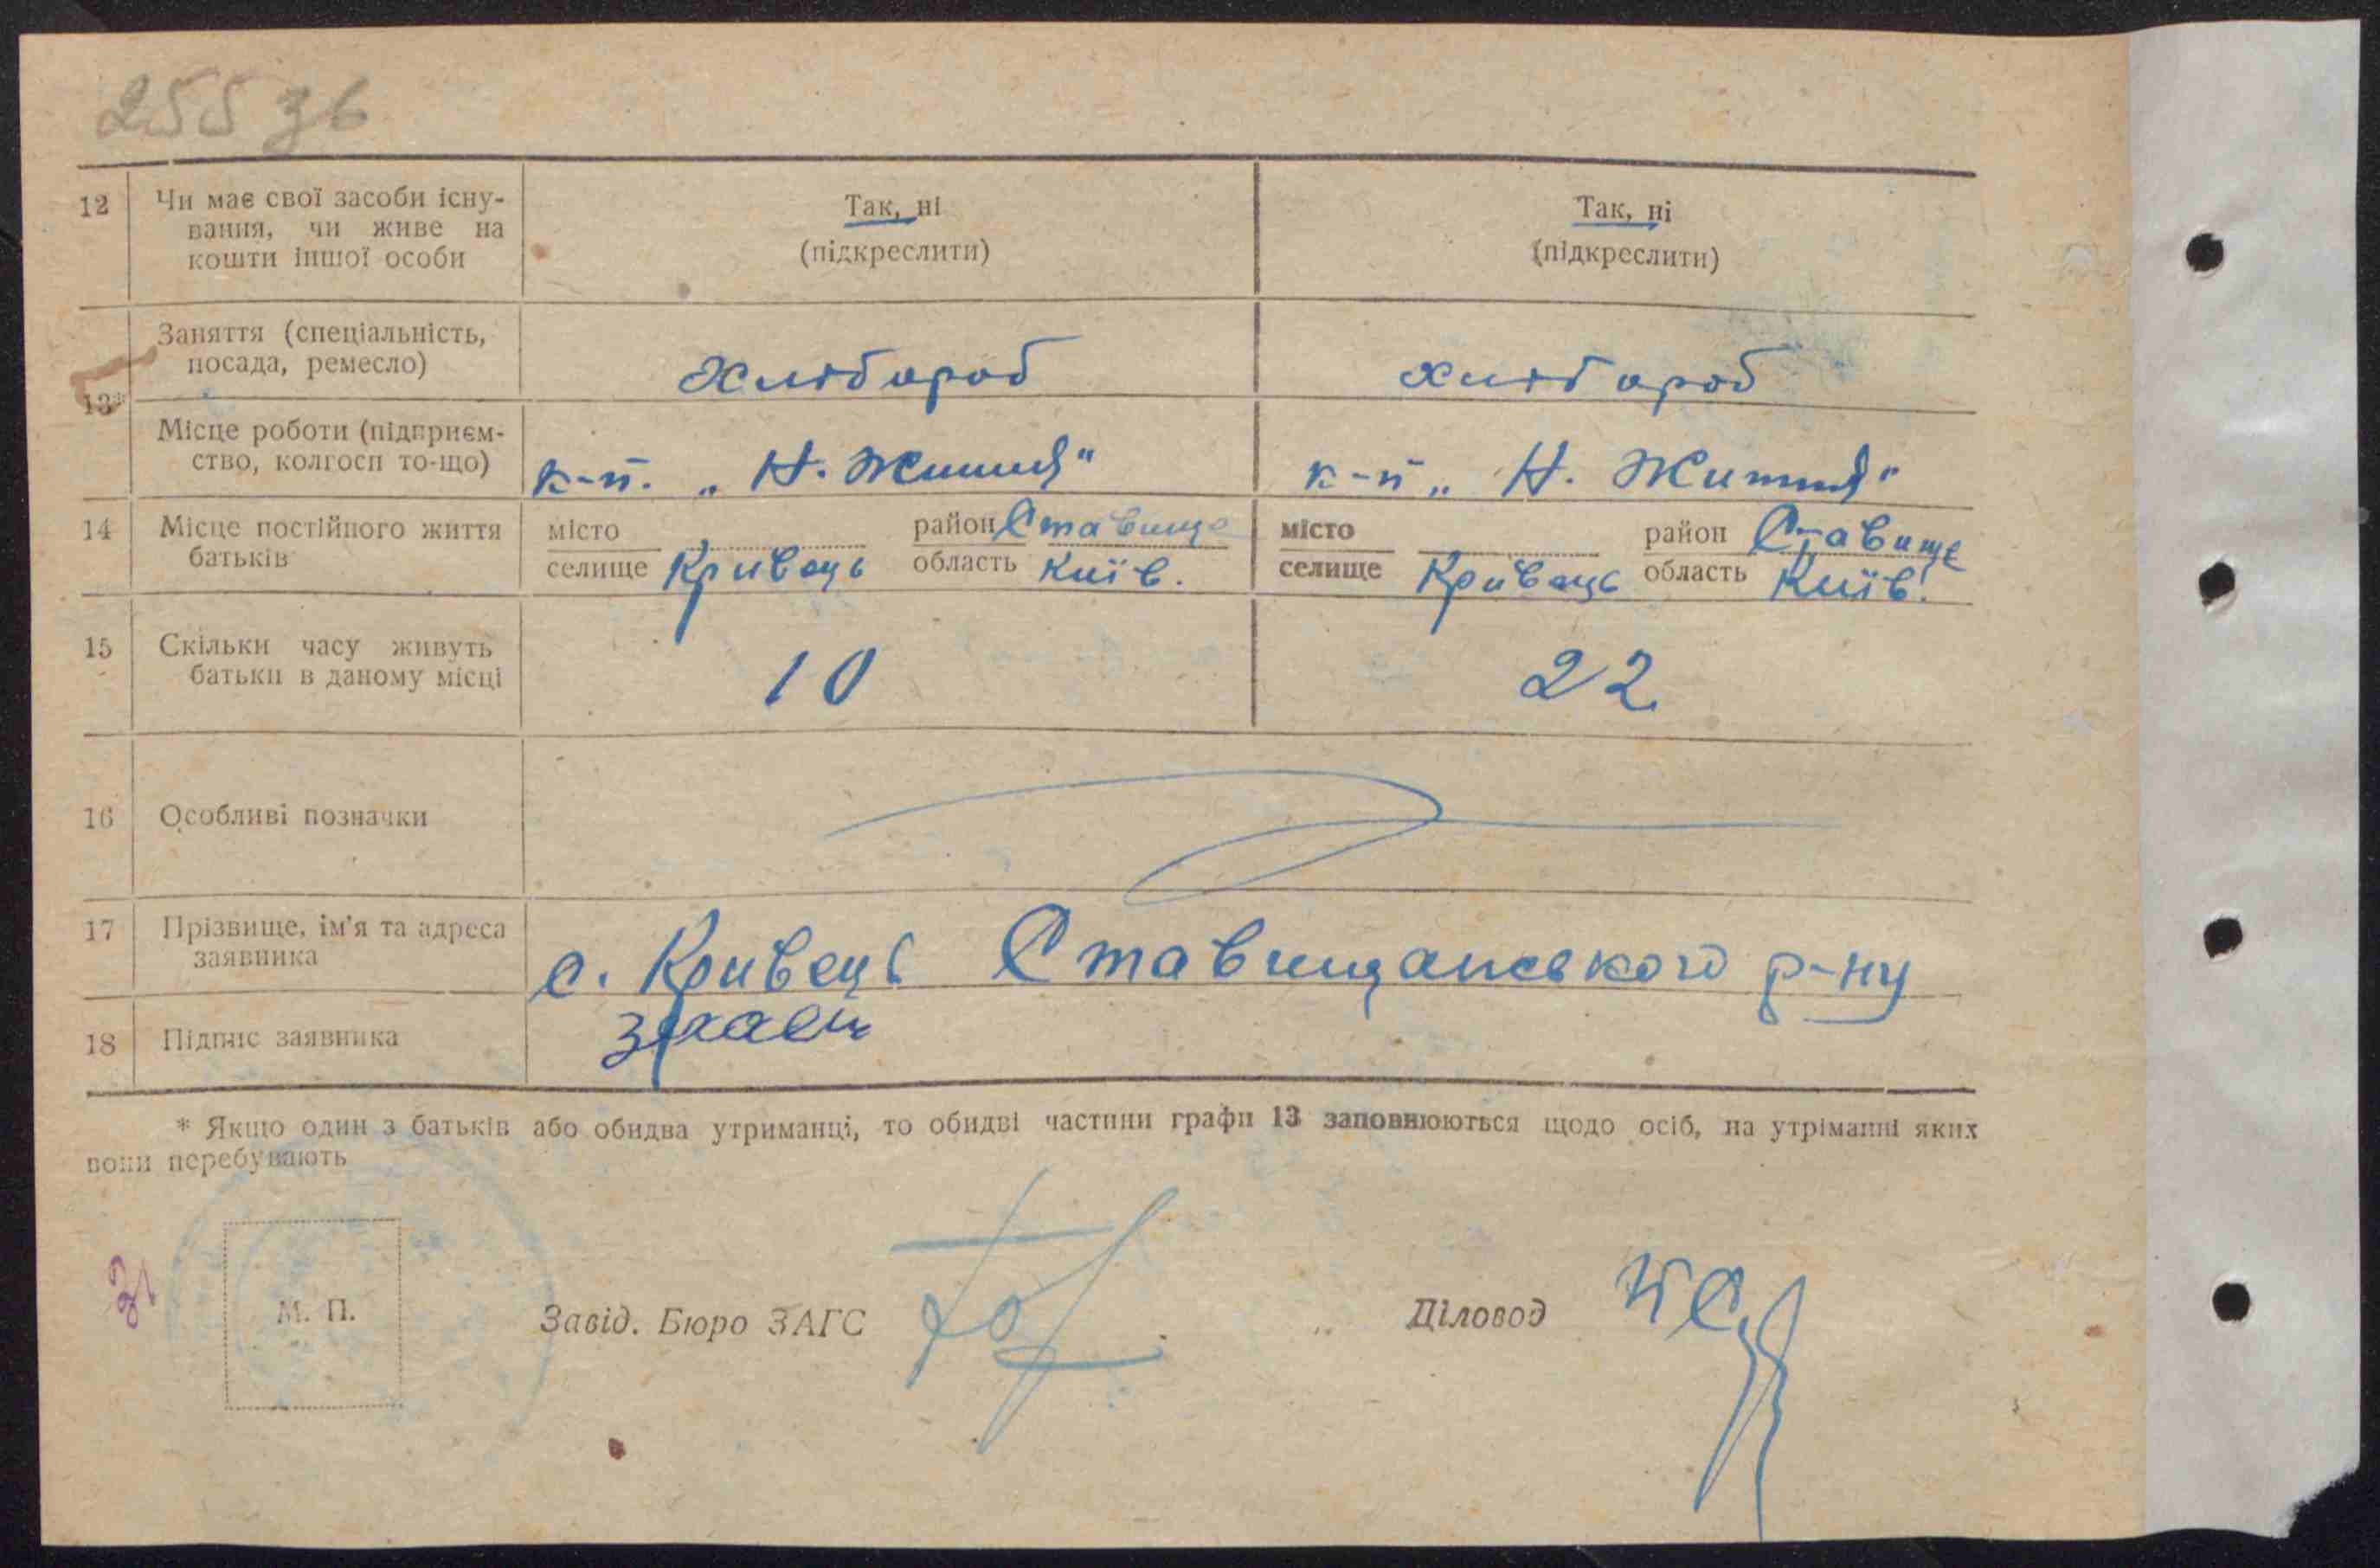 255 зв
12 Чи має свої засоби існу-
вання, чи живе на
кошти іншої особи
Так, ні
(підкреслити)
Так, ні
(підкреслити)
13*
Заняття (спеціальність,
посада, ремесло)
хлібороб
хлібороб
Місце роботи (підприєм-
ство, колгосп то-що)
к-п. „Н. Життя"
к-п „Н. Життя"
14 Місце постійного життя
батьків
місто
селище Кривець
район Ставище
область Київ.
місто
селище Кривець
район Ставище
область Київ.
15 Скільки часу живуть
батьки в даному місці
10
22
16 Особливі позначки
17 Прізвище, ім'я та адреса
заявника
с. Кривець Ставищанського р-ну
18 Підпис заявника
* Якщо один з батьків або обидва утриманці, то обидві частини графи 13 заповнюються щодо осіб, на утріманні яких
вони перебувають
М. П.
Завід. Бюро ЗАГС
Діловод